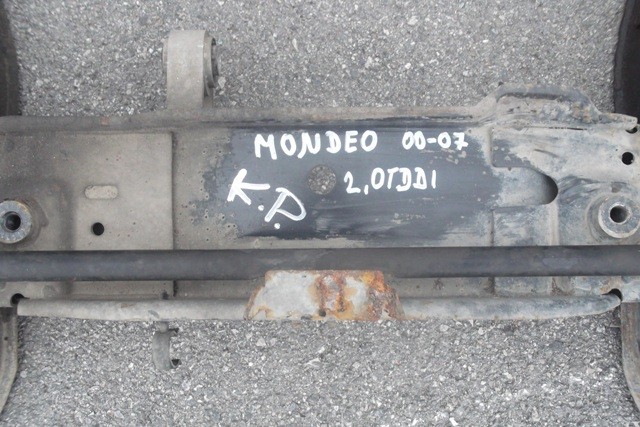 MONDEO 00-07
2,0TDDI
K.P.